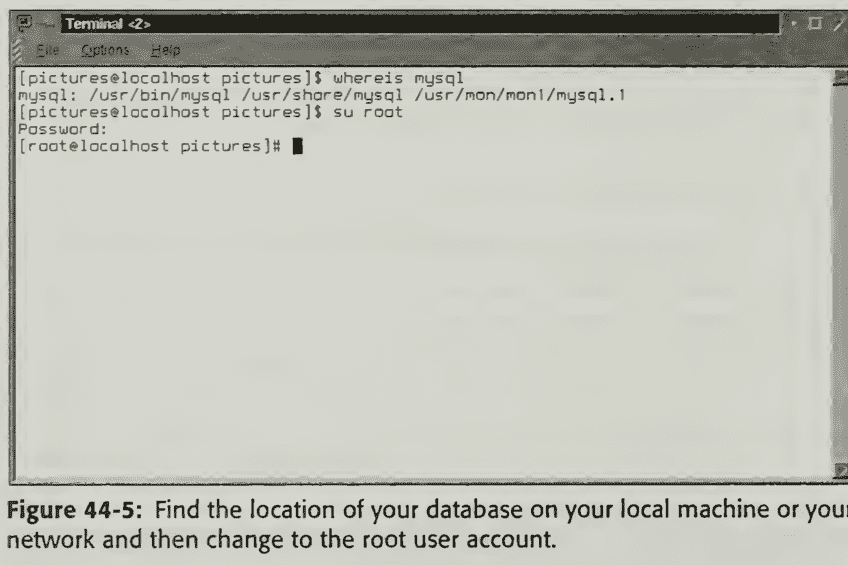 Terminal <2>
File Options Help
[pictures@localhost pictures]$ whereis mysql
mysql: /usr/bin/mysql /usr/share/mysql /usr/man/man1/mysql.1
[pictures@localhost pictures]$ su root
Password:
[root@localhost pictures]#
Figure 44-5: Find the location of your database on your local machine or your
network and then change to the root user account.